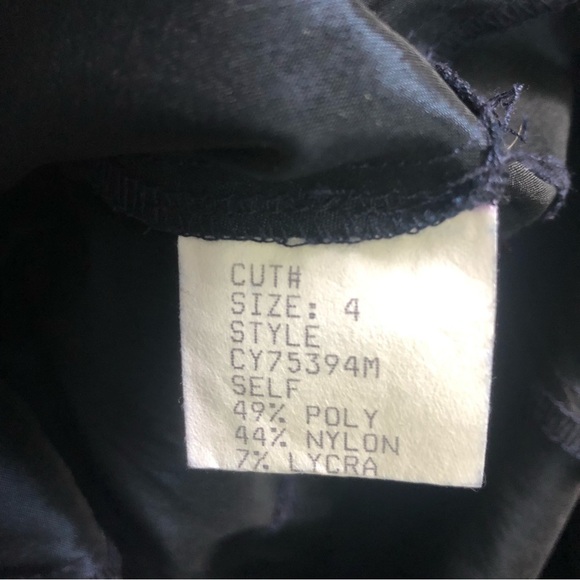 CUT#
SIZE: 4
STYLE
CY75394M
SELF
49% POLY
44% NYLON
7% LYCRA